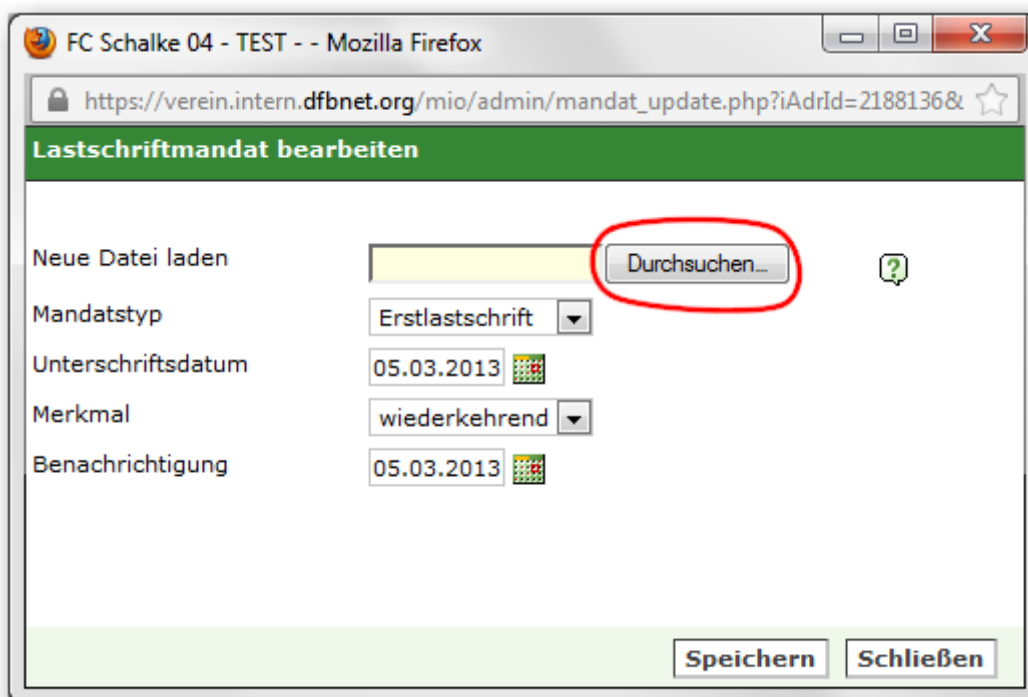 FC Schalke 04 - TEST - - Mozilla Firefox
https://verein.intern.dfbnet.org/mio/admin/mandat_update.php?iAdrId=2188136&
Lastschriftmandat bearbeiten
Neue Datei laden Durchsuchen... ?
Mandatstyp Erstlastschrift
Unterschriftsdatum 05.03.2013
Merkmal wiederkehrend
Benachrichtigung 05.03.2013
Speichern Schließen